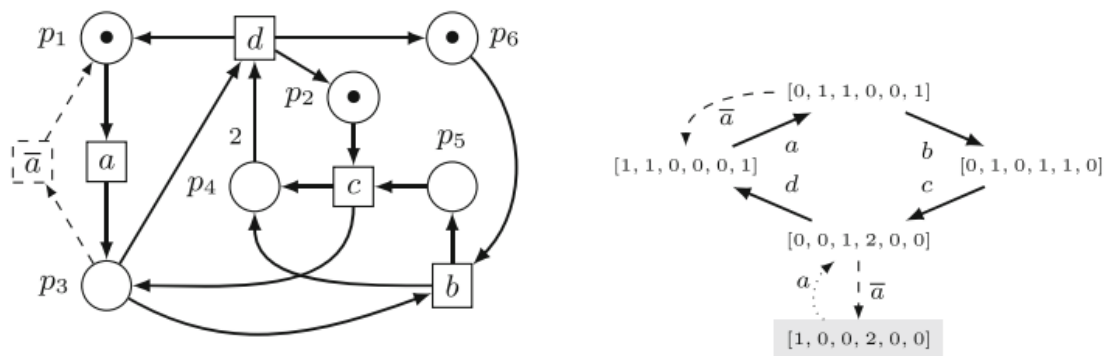 p₁ d p₆
p₂
2 p₅
a̅ a p₄ c
p₃ b
[0, 1, 1, 0, 0, 1]
a̅
a b
[1, 1, 0, 0, 0, 1] [0, 1, 0, 1, 1, 0]
d c
[0, 0, 1, 2, 0, 0]
a a̅
[1, 0, 0, 2, 0, 0]